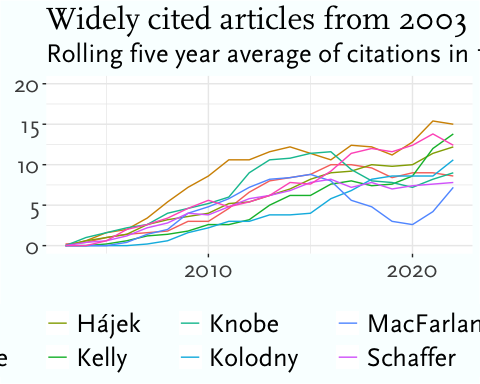 Widely cited articles from 2003
Rolling five year average of citations in
20
15
10
5
0
2010 2020
Hájek Knobe MacFarlan
e Kelly Kolodny Schaffer